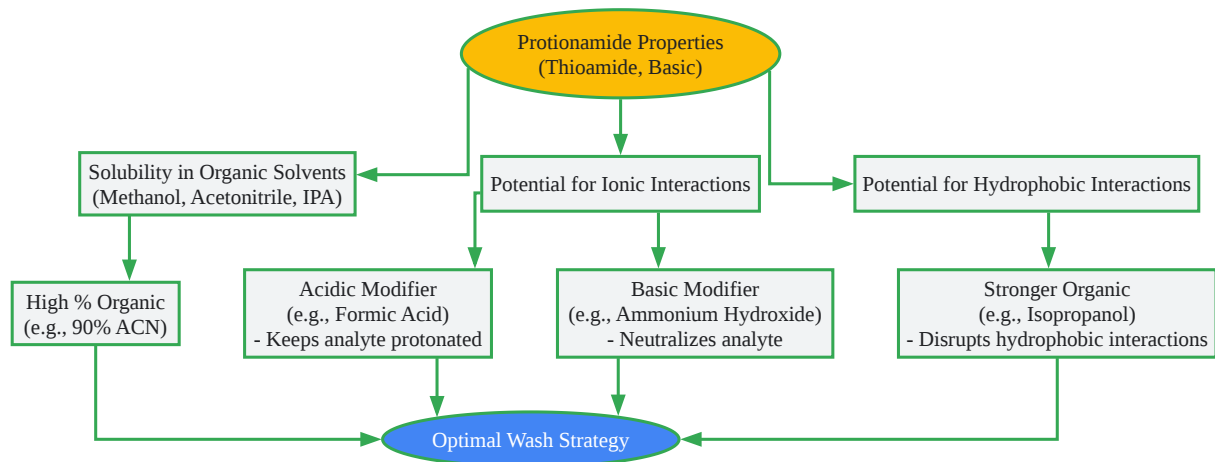 Protionamide Properties
(Thioamide, Basic)
Solubility in Organic Solvents
(Methanol, Acetonitrile, IPA)
Potential for Ionic Interactions
Potential for Hydrophobic Interactions
High % Organic
(e.g., 90% ACN)
Acidic Modifier
(e.g., Formic Acid)
- Keeps analyte protonated
Basic Modifier
(e.g., Ammonium Hydroxide)
- Neutralizes analyte
Stronger Organic
(e.g., Isopropanol)
- Disrupts hydrophobic interactions
Optimal Wash Strategy